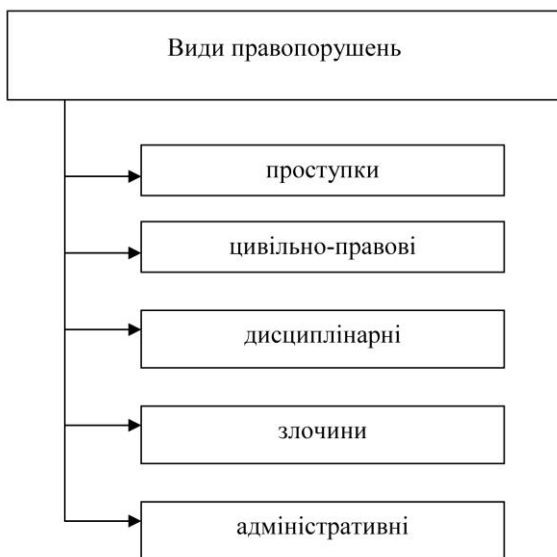 Види правопорушень
проступки
цивільно-правові
дисциплінарні
злочини
адміністративні